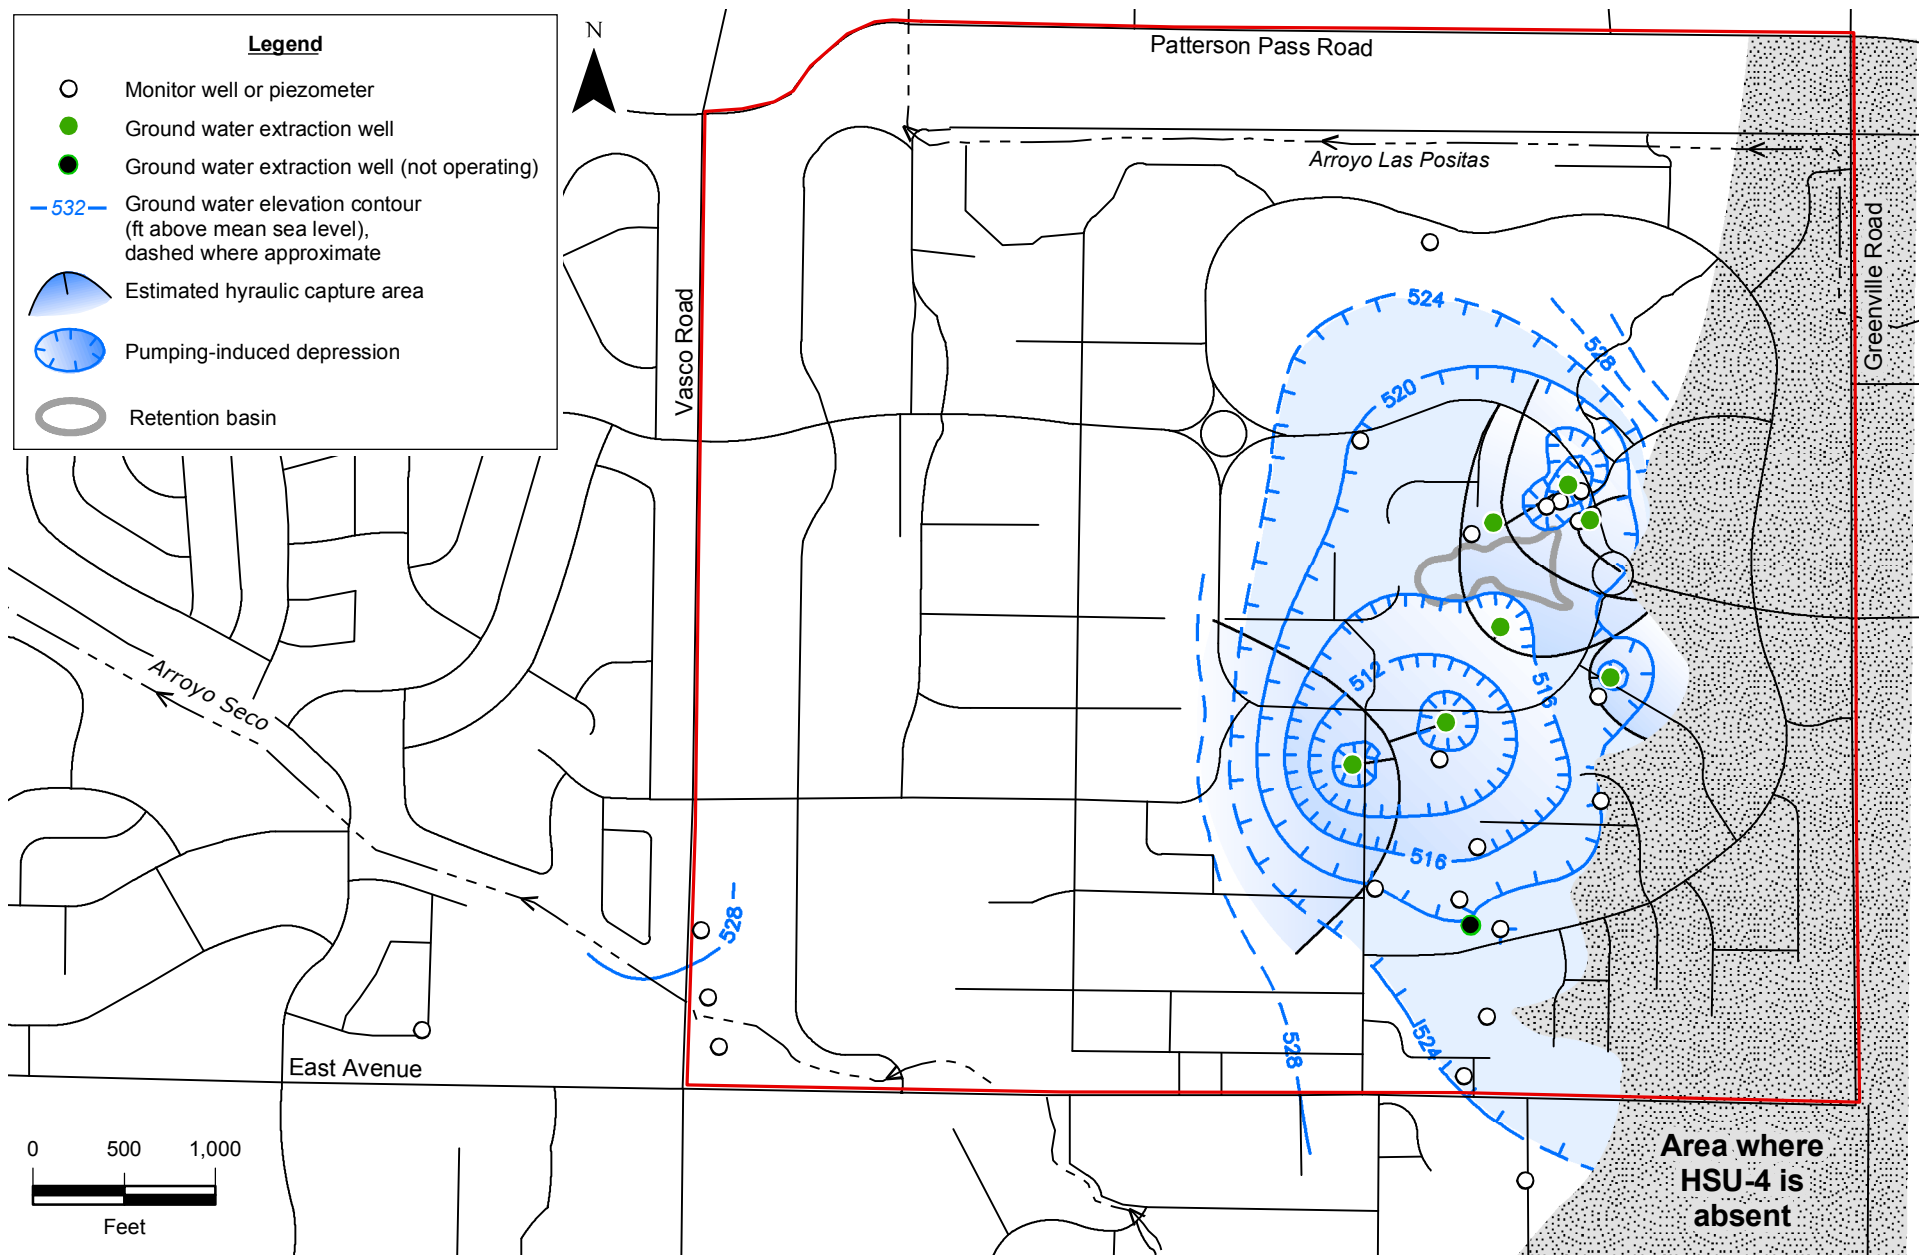 Legend
Monitor well or piezometer
Ground water extraction well
Ground water extraction well (not operating)
532
Ground water elevation contour
(ft above mean sea level),
dashed where approximate
Estimated hyraulic capture area
Pumping-induced depression
Retention basin
N
Patterson Pass Road
Arroyo Las Positas
Greenville Road
Vasco Road
524
528
520
512
516
516
Arroyo Seco
528
528
524
East Avenue
0 500 1,000
Feet
Area where
HSU-4 is
absent